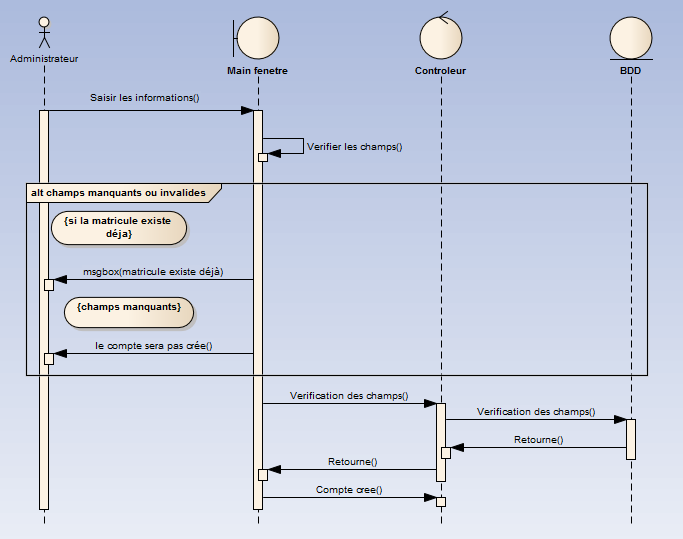 Administrateur
Main fenetre
Controleur
BDD
Saisir les informations()
Verifier les champs()
alt champs manquants ou invalides
{si la matricule existe
déja}
msgbox(matricule existe déjà)
{champs manquants}
le compte sera pas crée()
Verification des champs()
Verification des champs()
Retourne()
Retourne()
Compte cree()